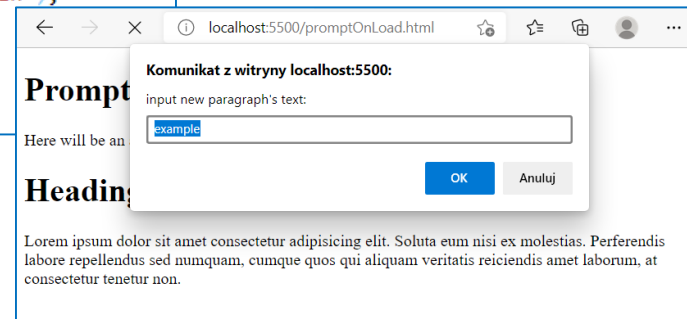 localhost:5500/promptOnLoad.html
Komunikat z witryny localhost:5500:
input new paragraph's text:
example
OK Anuluj
Prompt
Here will be an
Heading
Lorem ipsum dolor sit amet consectetur adipisicing elit. Soluta eum nisi ex molestias. Perferendis
labore repellendus sed numquam, cumque quos qui aliquam veritatis reiciendis amet laborum, at
consectetur tenetur non.